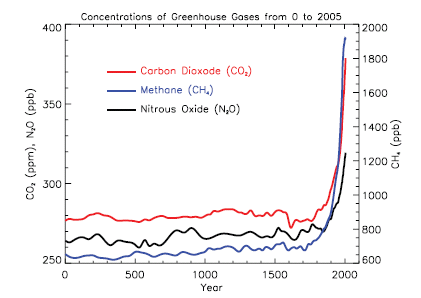 Concentrations of Greenhouse Gases from 0 to 2005
400
350
300
250
CO₂ (ppm), N₂O (ppb)
Carbon Dioxode (CO₂)
Methane (CH₄)
Nitrous Oxide (N₂O)
2000
1800
1600
1400
1200
1000
800
600
CH₄ (ppb)
0
500
1000
1500
2000
Year